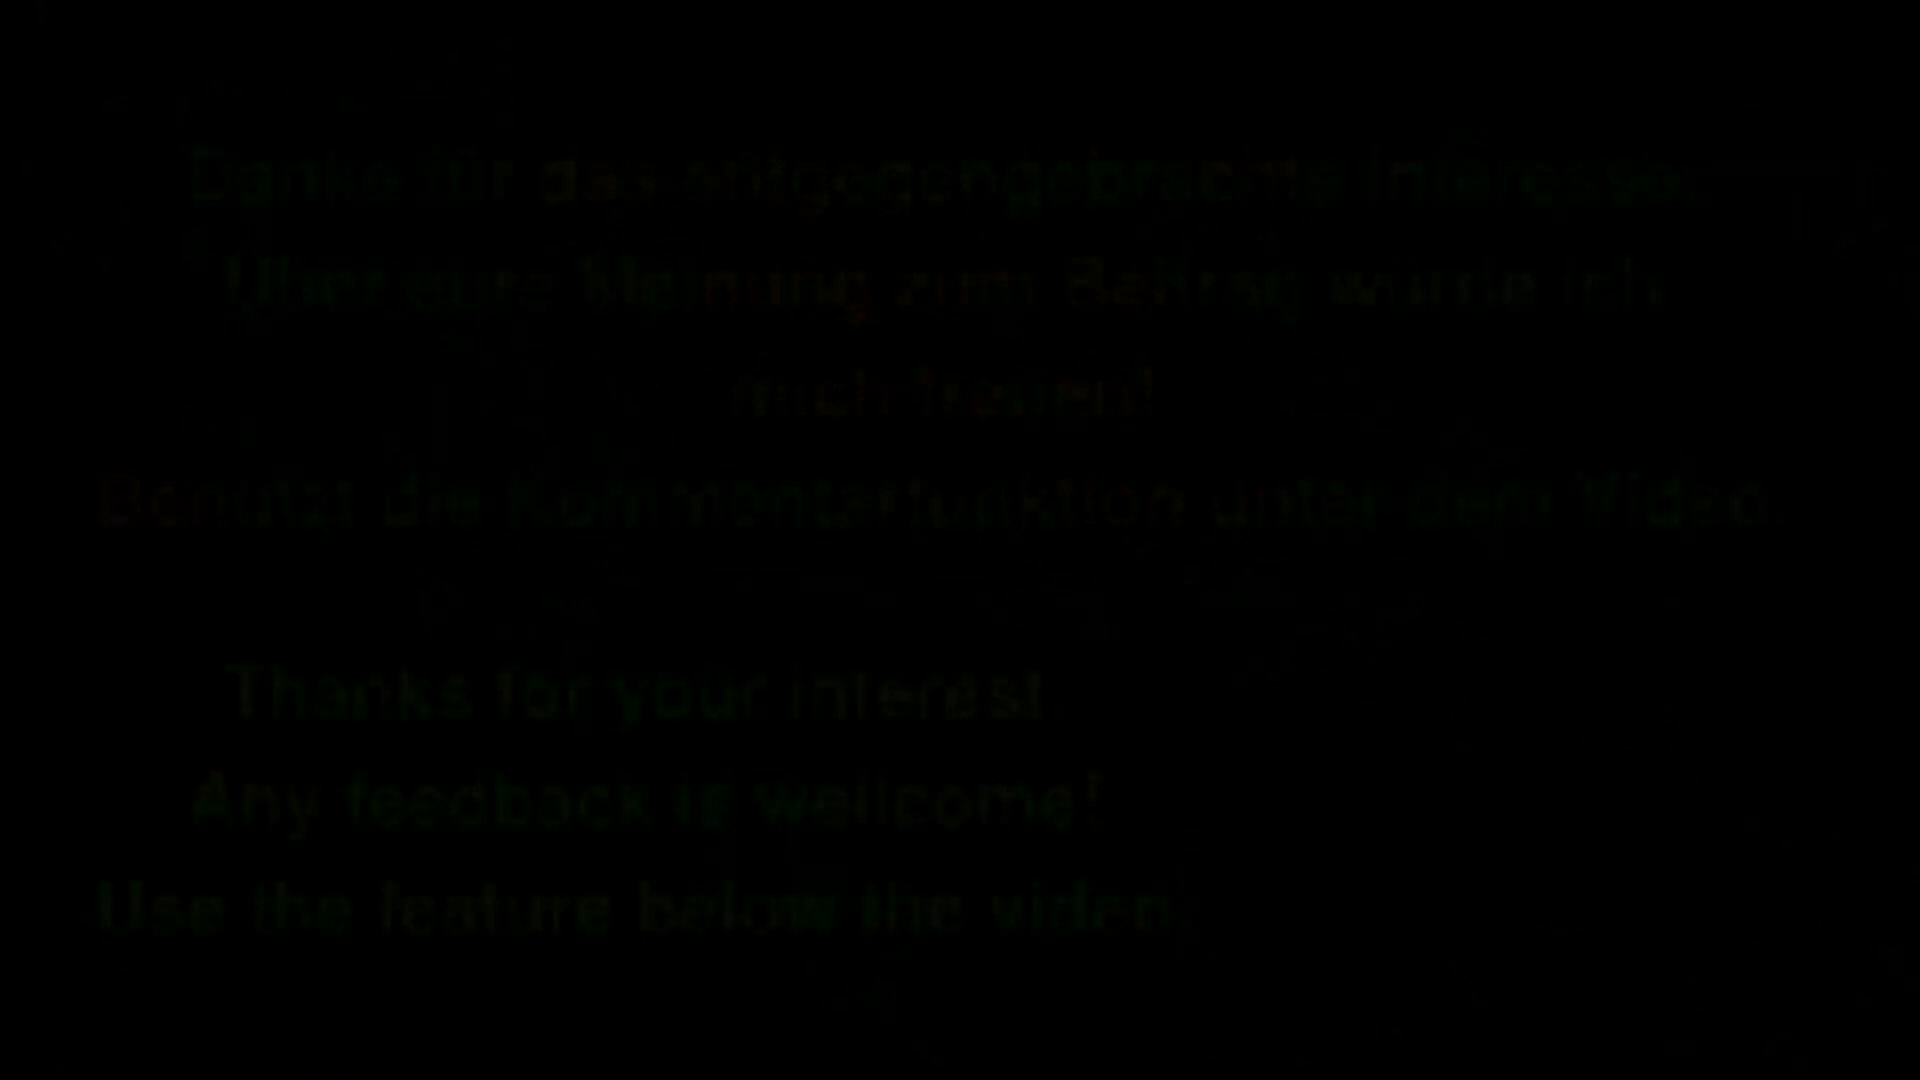 Danke für das entgegengebrachte Interesse.
Über eure Meinung zum Beitrag würde ich
mich freuen!
Benutzt die Kommentarfunktion unter dem Video.
Thanks for your interest
Any feedback is wellcome!
Use the feature below the video.